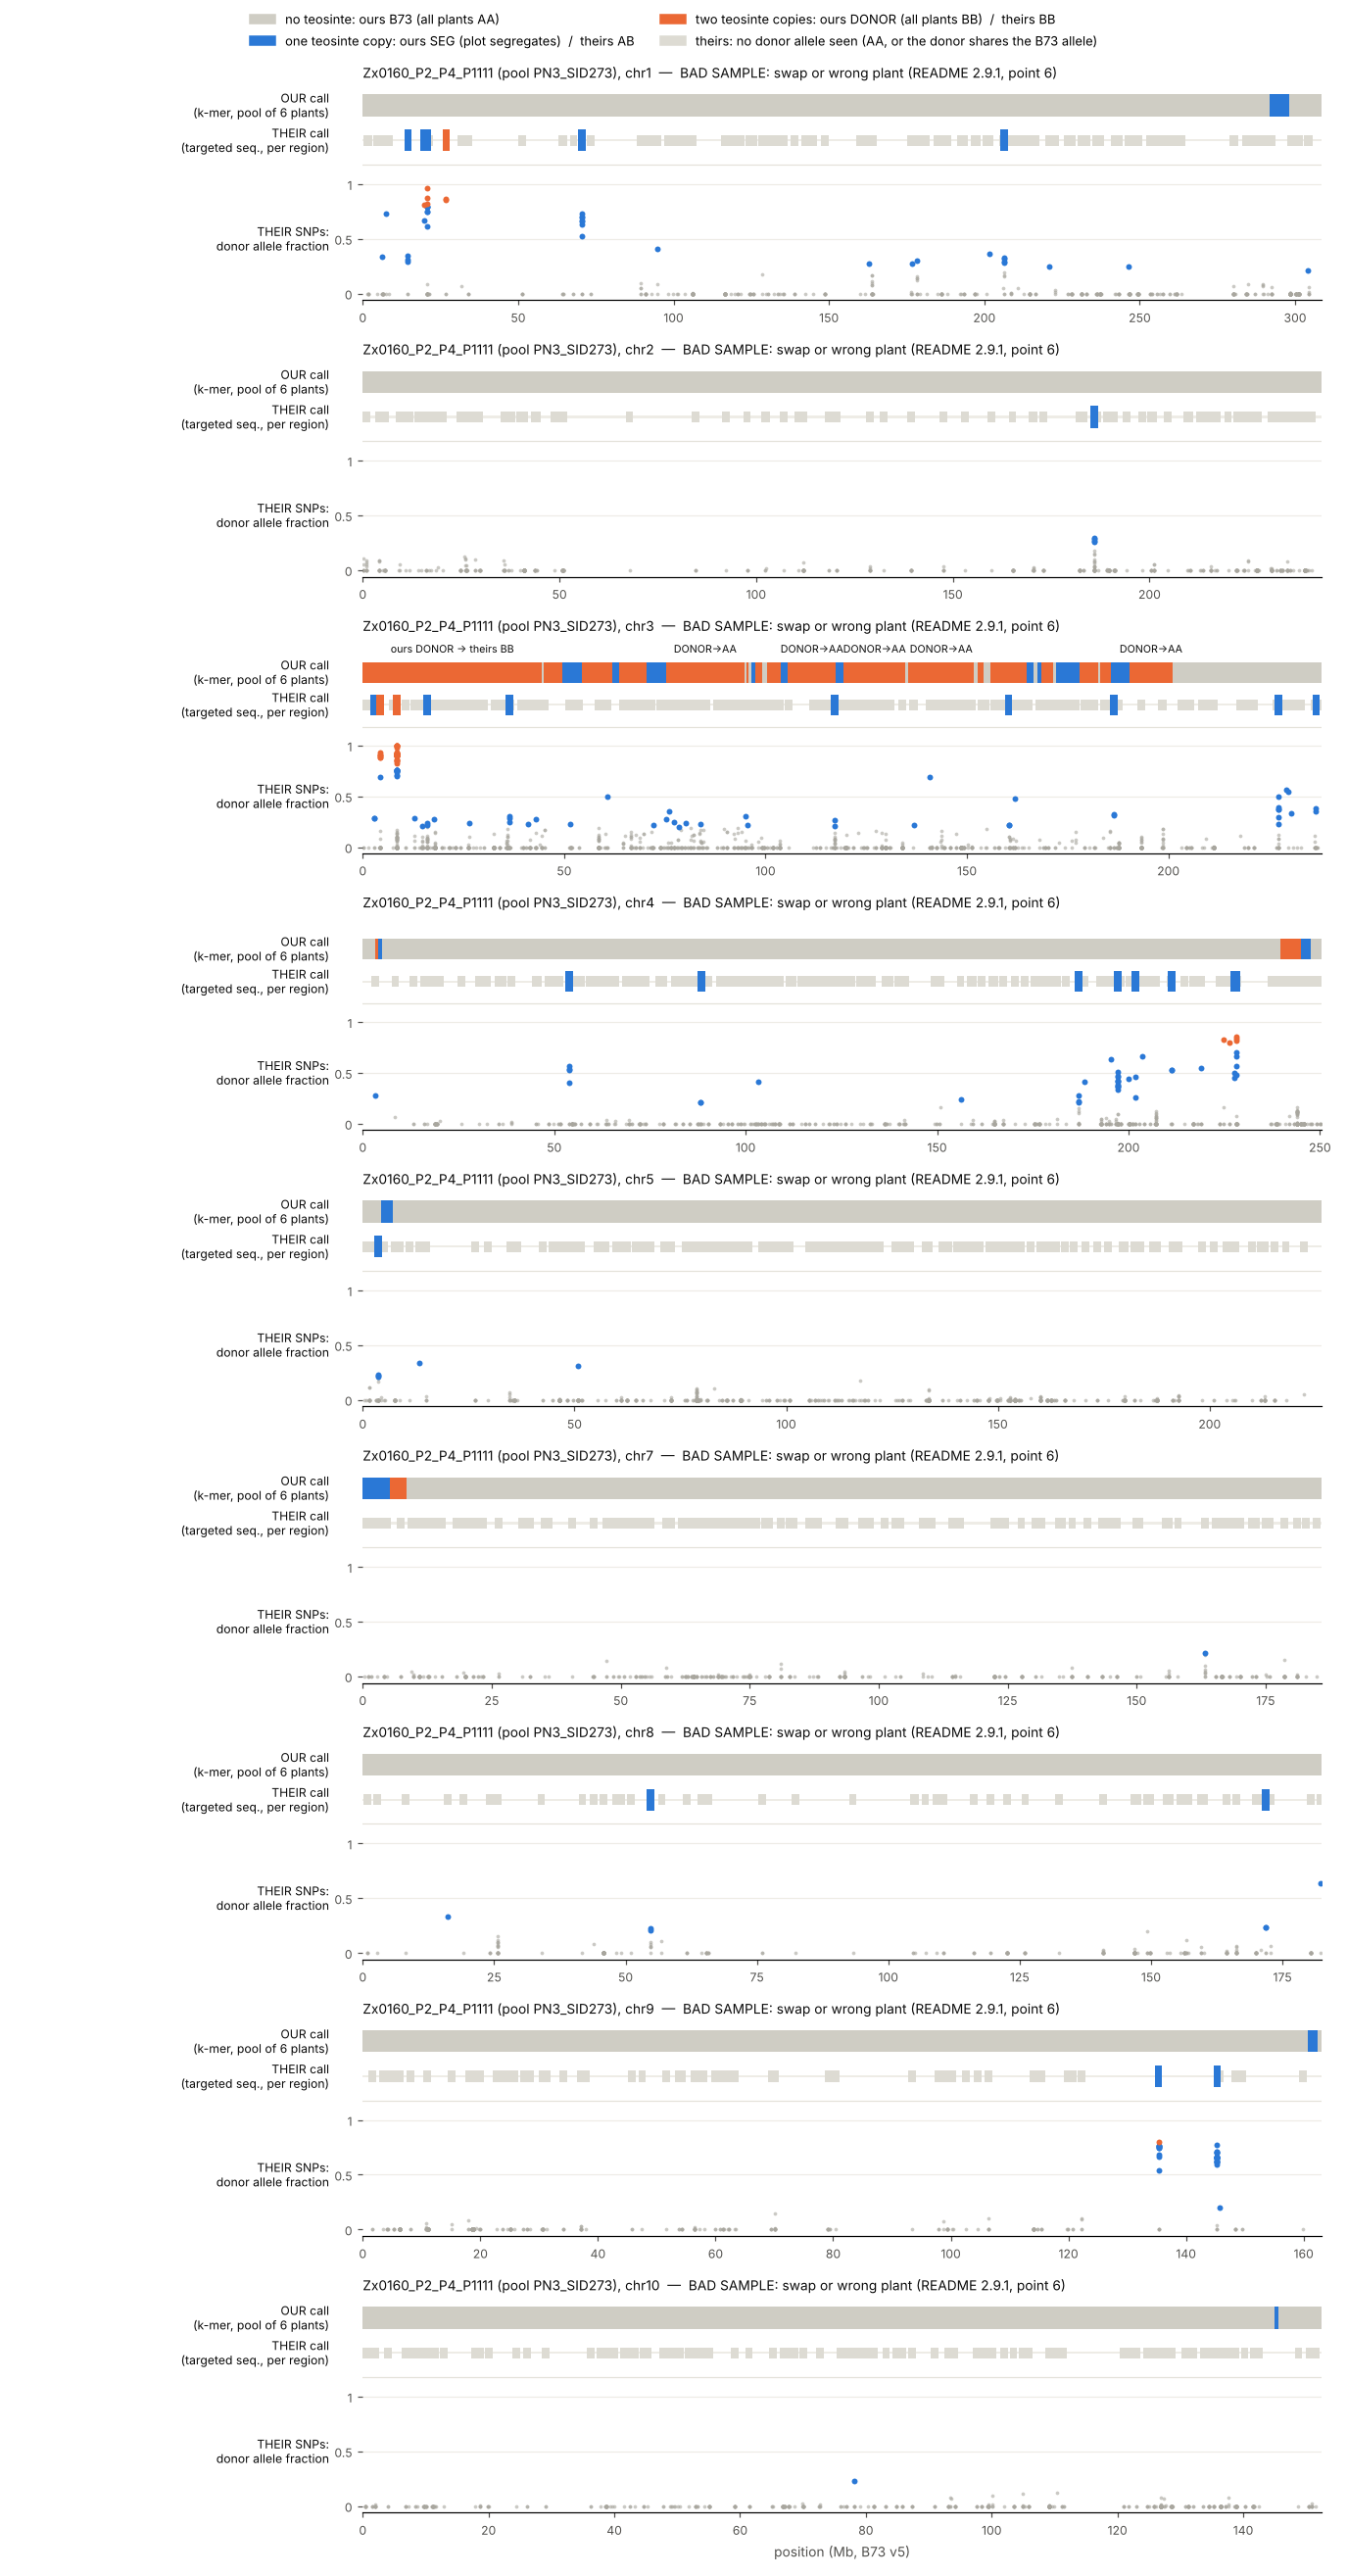 no teosinte: ours B73 (all plants AA)
two teosinte copies: ours DONOR (all plants BB)  /  theirs BB
one teosinte copy: ours SEG (plot segregates)  /  theirs AB
theirs: no donor allele seen (AA, or the donor shares the B73 allele)
Zx0160_P2_P4_P1111 (pool PN3_SID273), chr1  —  BAD SAMPLE: swap or wrong plant (README 2.9.1, point 6)
OUR call
(k-mer, pool of 6 plants)
THEIR call
(targeted seq., per region)
1
THEIR SNPs:
donor allele fraction
0.5
0
0 50 100 150 200 250 300
Zx0160_P2_P4_P1111 (pool PN3_SID273), chr2  —  BAD SAMPLE: swap or wrong plant (README 2.9.1, point 6)
OUR call
(k-mer, pool of 6 plants)
THEIR call
(targeted seq., per region)
1
THEIR SNPs:
donor allele fraction
0.5
0
0 50 100 150 200
Zx0160_P2_P4_P1111 (pool PN3_SID273), chr3  —  BAD SAMPLE: swap or wrong plant (README 2.9.1, point 6)
ours DONOR → theirs BB DONOR→AA DONOR→AADONOR→AA DONOR→AA DONOR→AA
OUR call
(k-mer, pool of 6 plants)
THEIR call
(targeted seq., per region)
1
THEIR SNPs:
donor allele fraction
0.5
0
0 50 100 150 200
Zx0160_P2_P4_P1111 (pool PN3_SID273), chr4  —  BAD SAMPLE: swap or wrong plant (README 2.9.1, point 6)
OUR call
(k-mer, pool of 6 plants)
THEIR call
(targeted seq., per region)
1
THEIR SNPs:
donor allele fraction
0.5
0
0 50 100 150 200 250
Zx0160_P2_P4_P1111 (pool PN3_SID273), chr5  —  BAD SAMPLE: swap or wrong plant (README 2.9.1, point 6)
OUR call
(k-mer, pool of 6 plants)
THEIR call
(targeted seq., per region)
1
THEIR SNPs:
donor allele fraction
0.5
0
0 50 100 150 200
Zx0160_P2_P4_P1111 (pool PN3_SID273), chr7  —  BAD SAMPLE: swap or wrong plant (README 2.9.1, point 6)
OUR call
(k-mer, pool of 6 plants)
THEIR call
(targeted seq., per region)
1
THEIR SNPs:
donor allele fraction
0.5
0
0 25 50 75 100 125 150 175
Zx0160_P2_P4_P1111 (pool PN3_SID273), chr8  —  BAD SAMPLE: swap or wrong plant (README 2.9.1, point 6)
OUR call
(k-mer, pool of 6 plants)
THEIR call
(targeted seq., per region)
1
THEIR SNPs:
donor allele fraction
0.5
0
0 25 50 75 100 125 150 175
Zx0160_P2_P4_P1111 (pool PN3_SID273), chr9  —  BAD SAMPLE: swap or wrong plant (README 2.9.1, point 6)
OUR call
(k-mer, pool of 6 plants)
THEIR call
(targeted seq., per region)
1
THEIR SNPs:
donor allele fraction
0.5
0
0 20 40 60 80 100 120 140 160
Zx0160_P2_P4_P1111 (pool PN3_SID273), chr10  —  BAD SAMPLE: swap or wrong plant (README 2.9.1, point 6)
OUR call
(k-mer, pool of 6 plants)
THEIR call
(targeted seq., per region)
1
THEIR SNPs:
donor allele fraction
0.5
0
0 20 40 60 80 100 120 140
position (Mb, B73 v5)